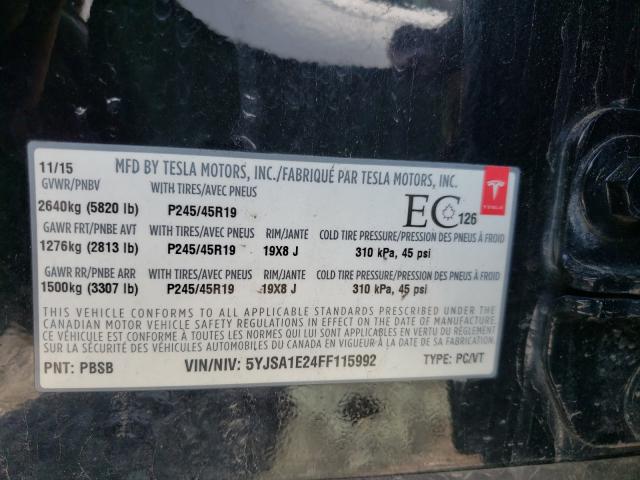 11/15 MFD BY TESLA MOTORS, INC./FABRIQUÉ PAR TESLA MOTORS, INC.
GVWR/PNBV WITH TIRES/AVEC PNEUS
2640kg (5820 lb) P245/45R19
EC 126
TESLA
GAWR FRT/PNBE AVT WITH TIRES/AVEC PNEUS RIM/JANTE COLD TIRE PRESSURE/PRESSION DES PNEUS À FROID
1276kg (2813 lb) P245/45R19 19X8 J 310 kPa, 45 psi
GAWR RR/PNBE ARR WITH TIRES/AVEC PNEUS RIM/JANTE COLD TIRE PRESSURE/PRESSION DES PNEUS À FROID
1500kg (3307 lb) P245/45R19 19X8 J 310 kPa, 45 psi
THIS VEHICLE CONFORMS TO ALL APPLICABLE STANDARDS PRESCRIBED UNDER THE
CANADIAN MOTOR VEHICLE SAFETY REGULATIONS IN EFFECT ON THE DATE OF MANUFACTURE
CE VÉHICULE EST CONFORME À TOUTES LES NORMES QUI LUI SONT APPLICABLES EN VERTU DU RÈGLEMENT
SUR LA SÉCURITÉ DES VÉHICULES AUTOMOBILES DU CANADA EN VIGUEUR À LA DATE DE SA FABRICATION
PNT: PBSB VIN/NIV: 5YJSA1E24FF115992 TYPE: PC/VT